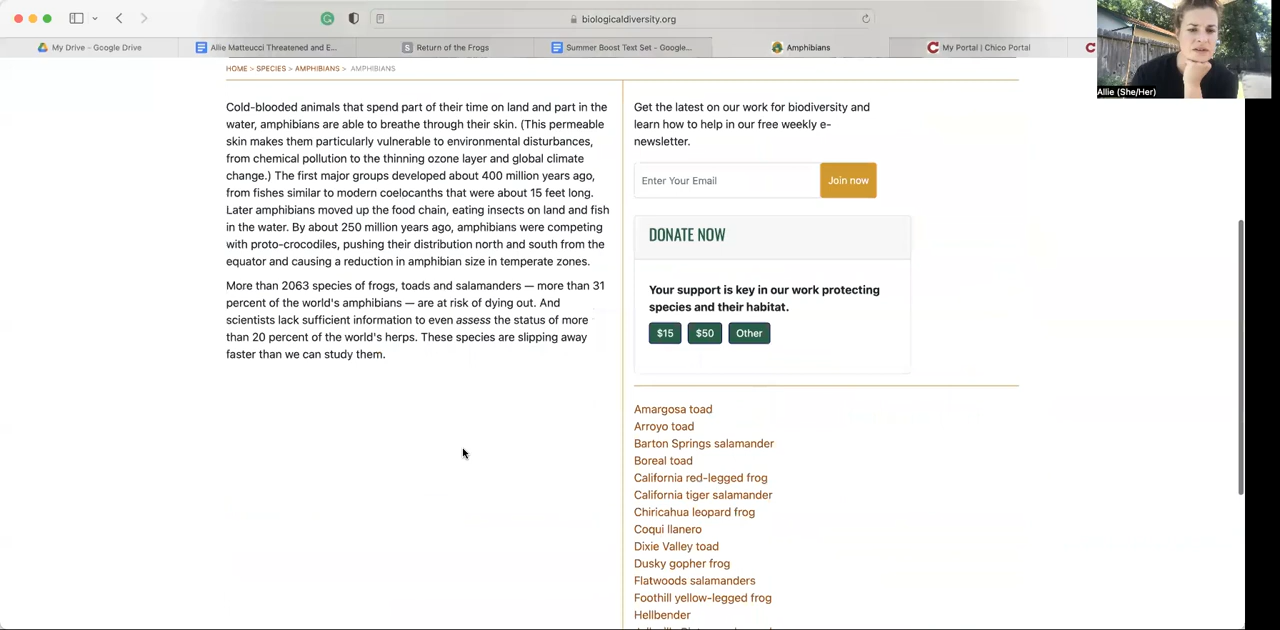 biologicaldiversity.org
My Drive - Google Drive
Allie Matteucci Threatened and E...
Return of the Frogs
Summer Boost Text Set - Google...
Amphibians
My Portal | Chico Portal
Allie (She/Her)
HOME > SPECIES > AMPHIBIANS > AMPHIBIANS
Cold-blooded animals that spend part of their time on land and part in the
water, amphibians are able to breathe through their skin. (This permeable
skin makes them particularly vulnerable to environmental disturbances,
from chemical pollution to the thinning ozone layer and global climate
change.) The first major groups developed about 400 million years ago,
from fishes similar to modern coelocanths that were about 15 feet long.
Later amphibians moved up the food chain, eating insects on land and fish
in the water. By about 250 million years ago, amphibians were competing
with proto-crocodiles, pushing their distribution north and south from the
equator and causing a reduction in amphibian size in temperate zones.
More than 2063 species of frogs, toads and salamanders — more than 31
percent of the world's amphibians — are at risk of dying out. And
scientists lack sufficient information to even assess the status of more
than 20 percent of the world's herps. These species are slipping away
faster than we can study them.
Get the latest on our work for biodiversity and
learn how to help in our free weekly e-
newsletter.
Enter Your Email
Join now
DONATE NOW
Your support is key in our work protecting
species and their habitat.
$15 $50 Other
Amargosa toad
Arroyo toad
Barton Springs salamander
Boreal toad
California red-legged frog
California tiger salamander
Chiricahua leopard frog
Coqui llanero
Dixie Valley toad
Dusky gopher frog
Flatwoods salamanders
Foothill yellow-legged frog
Hellbender